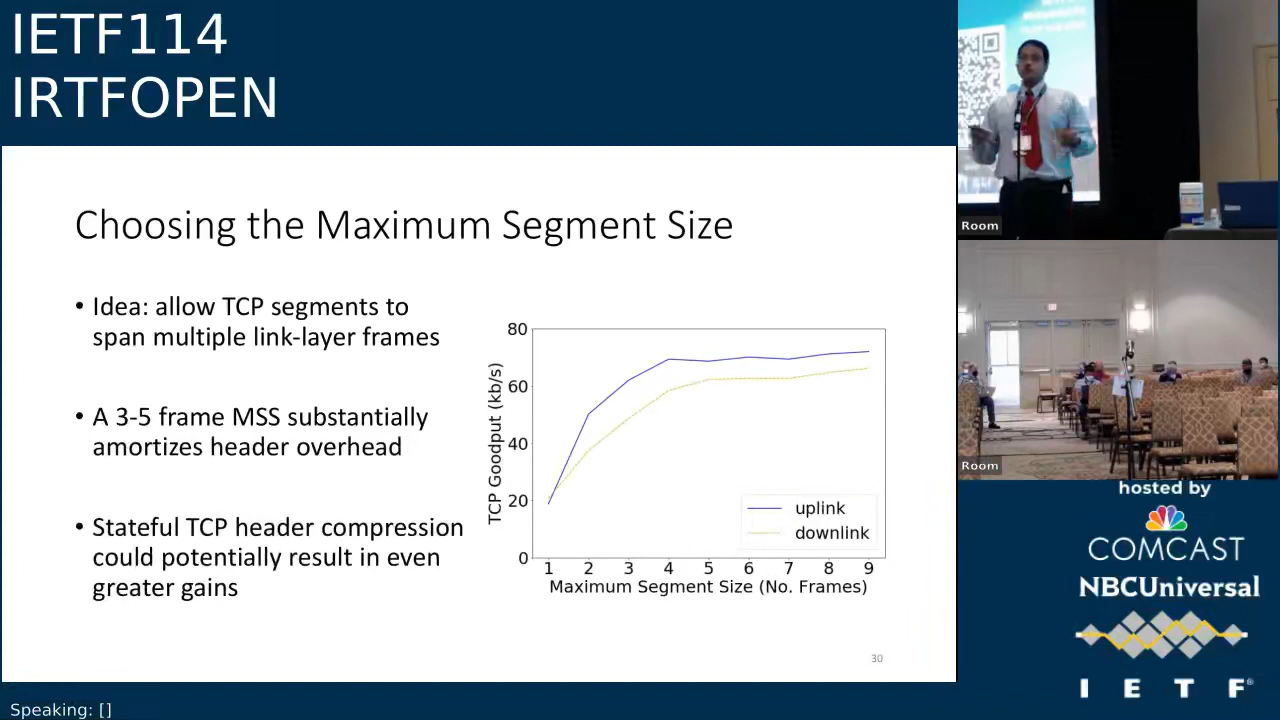 IETF114
IRTFOPEN
Choosing the Maximum Segment Size
• Idea: allow TCP segments to
span multiple link-layer frames
• A 3-5 frame MSS substantially
amortizes header overhead
• Stateful TCP header compression
could potentially result in even
greater gains
80
60
40
20
0
TCP Goodput (kb/s)
uplink
downlink
1 2 3 4 5 6 7 8 9
Maximum Segment Size (No. Frames)
30
Room
Room
hosted by
COMCAST
NBCUniversal
I E T F®
Speaking: []